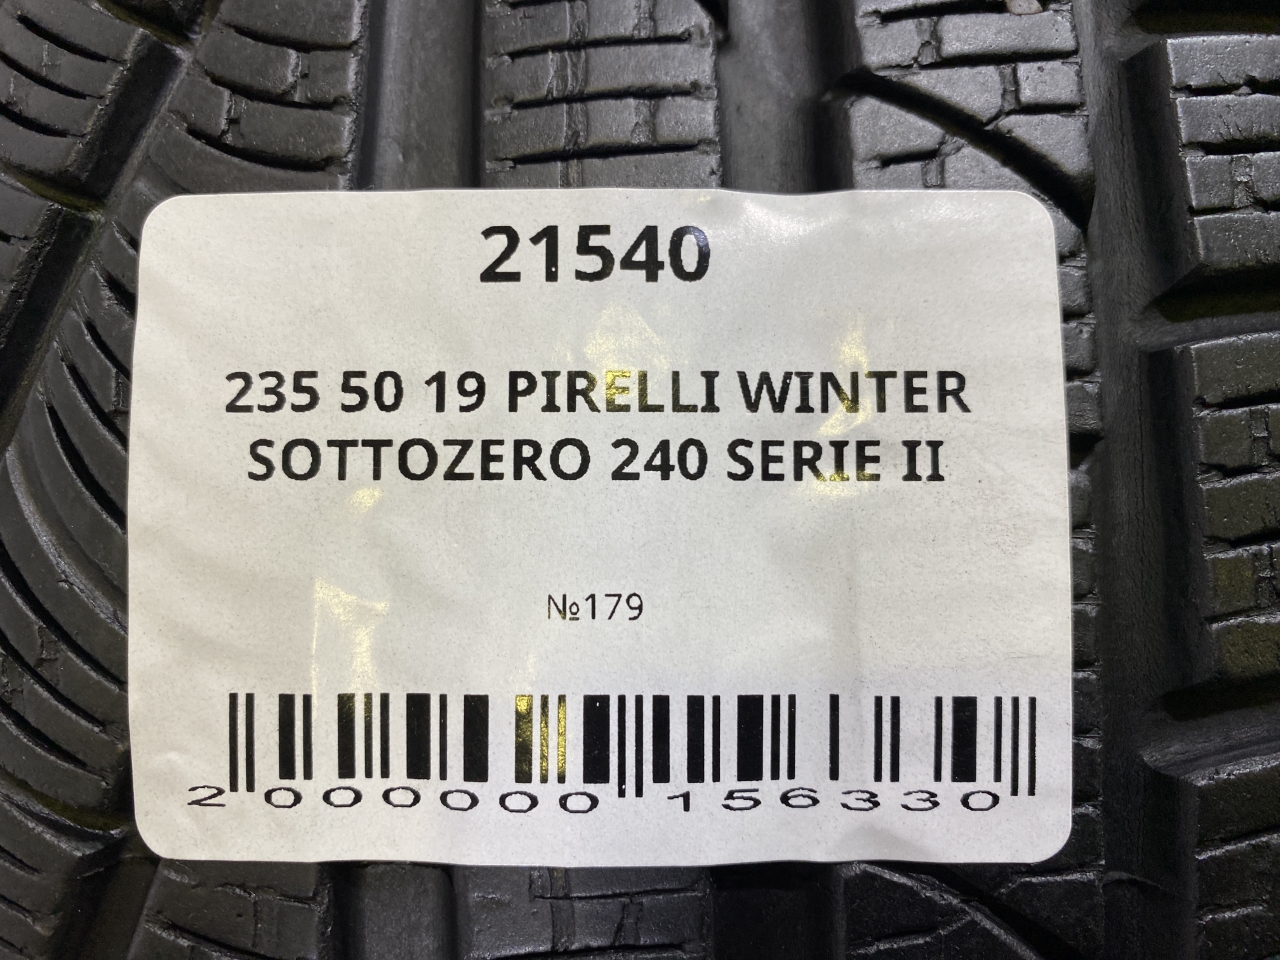 21540
235 50 19 PIRELLI WINTER
SOTTOZERO 240 SERIE II
№179
2 000000 156330